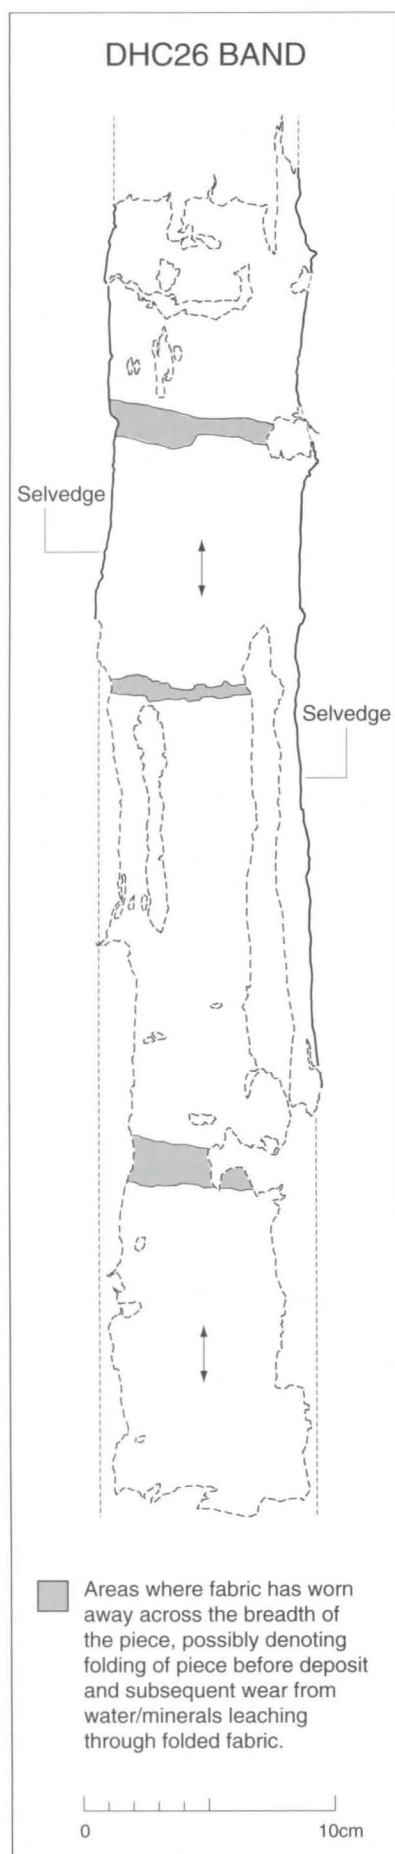 DHC26 BAND
Selvedge
Selvedge
Areas where fabric has worn
away across the breadth of
the piece, possibly denoting
folding of piece before deposit
and subsequent wear from
water/minerals leaching
through folded fabric.
0
10cm